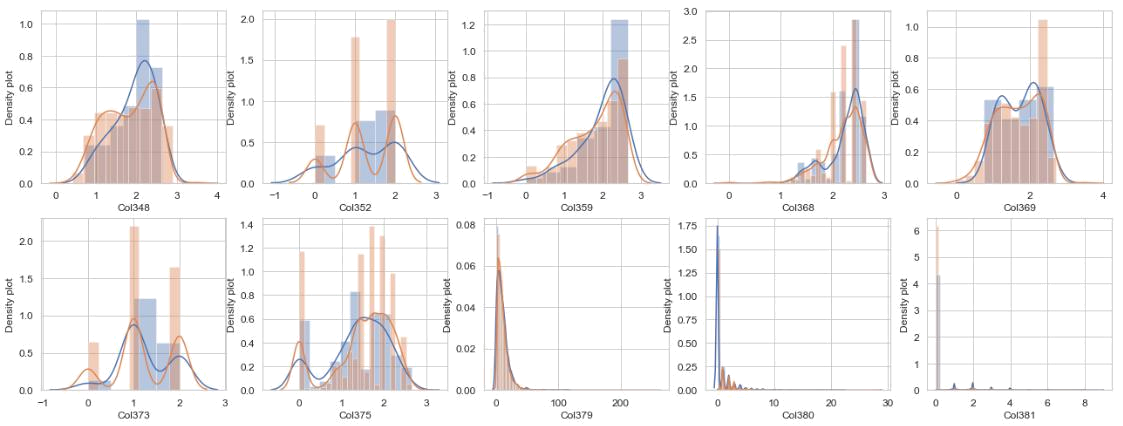 1.0
0.8
0.6
0.4
0.2
0.0
Density plot
0 1 2 3 4
Col348
2.0
1.5
1.0
0.5
0.0
Density plot
−1 0 1 2 3
Col352
1.2
1.0
0.8
0.6
0.4
0.2
0.0
Density plot
−1 0 1 2 3
Col359
3.0
2.5
2.0
1.5
1.0
0.5
0.0
Density plot
0 1 2 3
Col368
1.0
0.8
0.6
0.4
0.2
0.0
Density plot
0 2 4
Col369
2.0
1.5
1.0
0.5
0.0
Density plot
−1 0 1 2 3
Col373
1.4
1.2
1.0
0.8
0.6
0.4
0.2
0.0
Density plot
0 1 2 3
Col375
0.08
0.06
0.04
0.02
0.00
Density plot
0 100 200
Col379
1.75
1.50
1.25
1.00
0.75
0.50
0.25
0.00
Density plot
0 10 20 30
Col380
6
5
4
3
2
1
0
Density plot
0 2 4 6 8
Col381